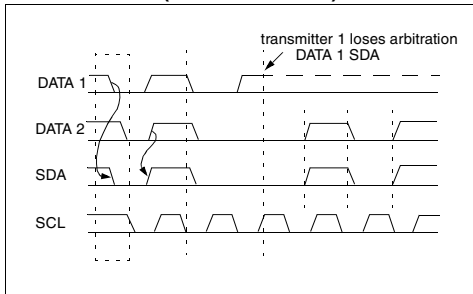 transmitter 1 loses arbitration
DATA 1 SDA
DATA 1
DATA 2
SDA
SCL